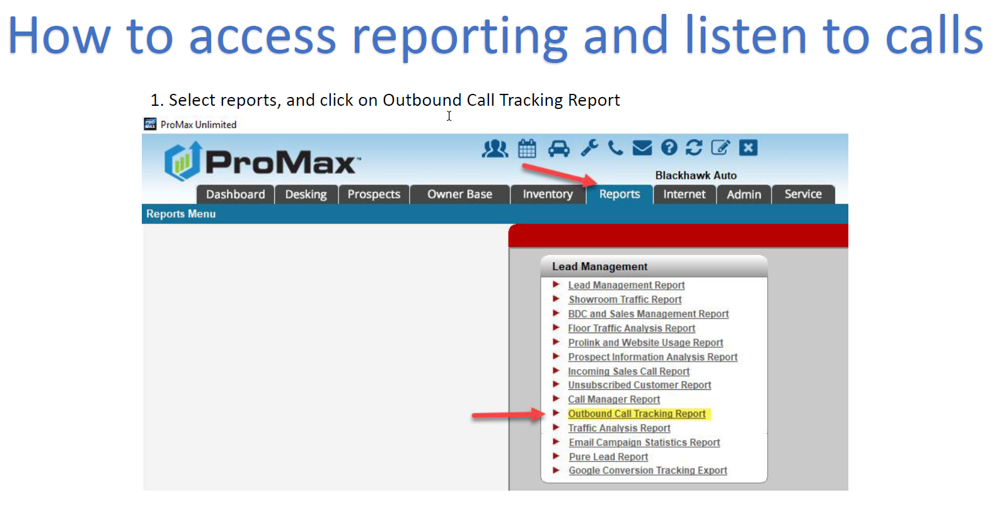 How to access reporting and listen to calls
1. Select reports, and click on Outbound Call Tracking Report
PRO MAX ProMax Unlimited
ProMax™
Blackhawk Auto
Dashboard Desking Prospects Owner Base Inventory Reports Internet Admin Service
Reports Menu
Lead Management
Lead Management Report
Showroom Traffic Report
BDC and Sales Management Report
Floor Traffic Analysis Report
Prolink and Website Usage Report
Prospect Information Analysis Report
Incoming Sales Call Report
Unsubscribed Customer Report
Call Manager Report
Outbound Call Tracking Report
Traffic Analysis Report
Email Campaign Statistics Report
Pure Lead Report
Google Conversion Tracking Export